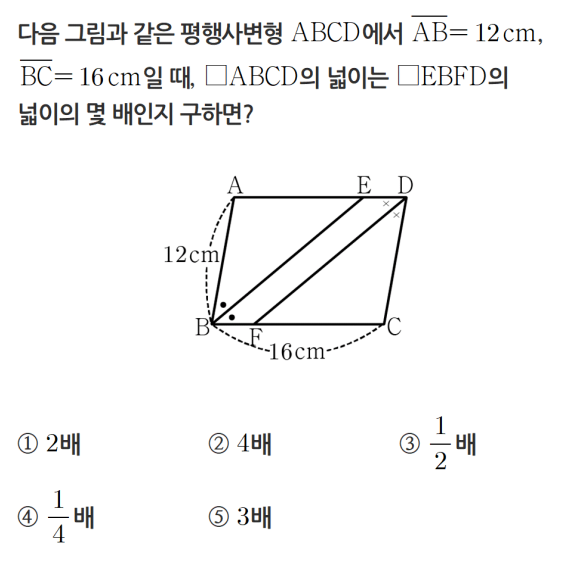 다음 그림과 같은 평행사변형 ABCD에서 AB= 12cm,
BC= 16cm일 때, □ABCD의 넓이는 □EBFD의
넓이의 몇 배인지 구하면?
A E D
× ×
12cm
B F C
16cm
① 2배 ② 4배 ③ 1/2 배
④ 1/4 배 ⑤ 3배